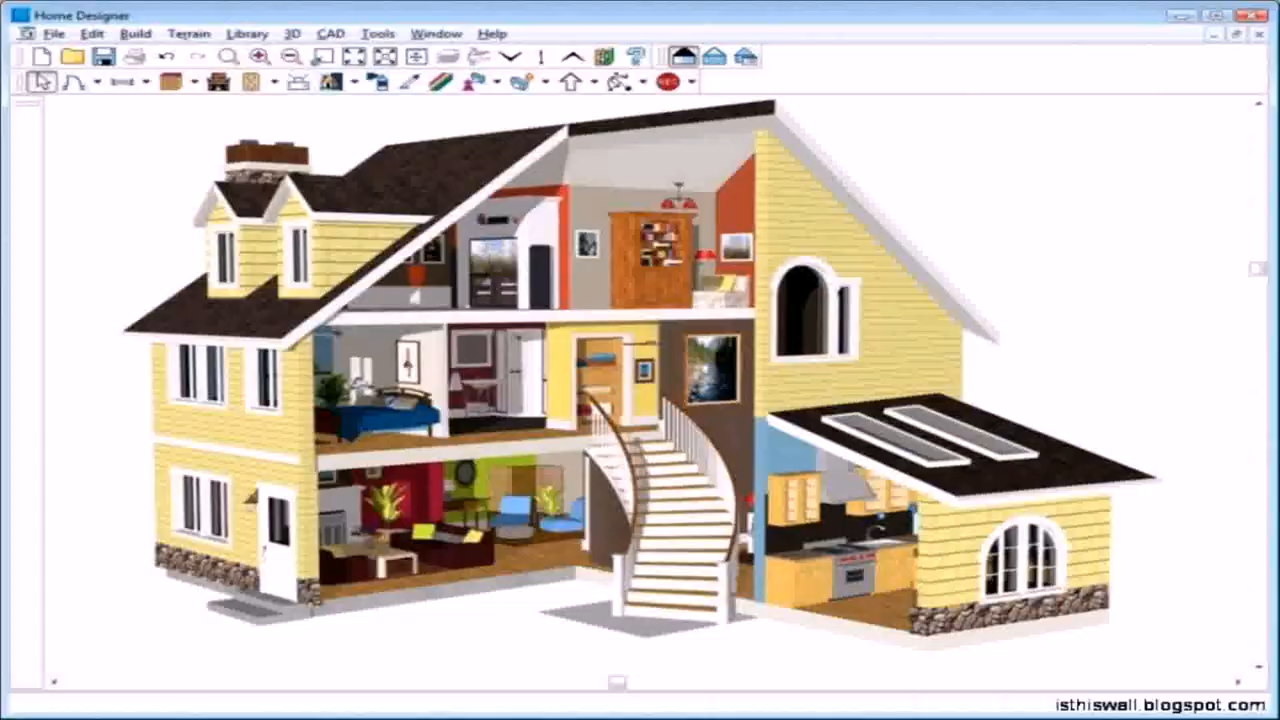 Home Designer
File Edit Build Terrain Library 3D CAD Tools Window Help
isthiswall.blogspot.com